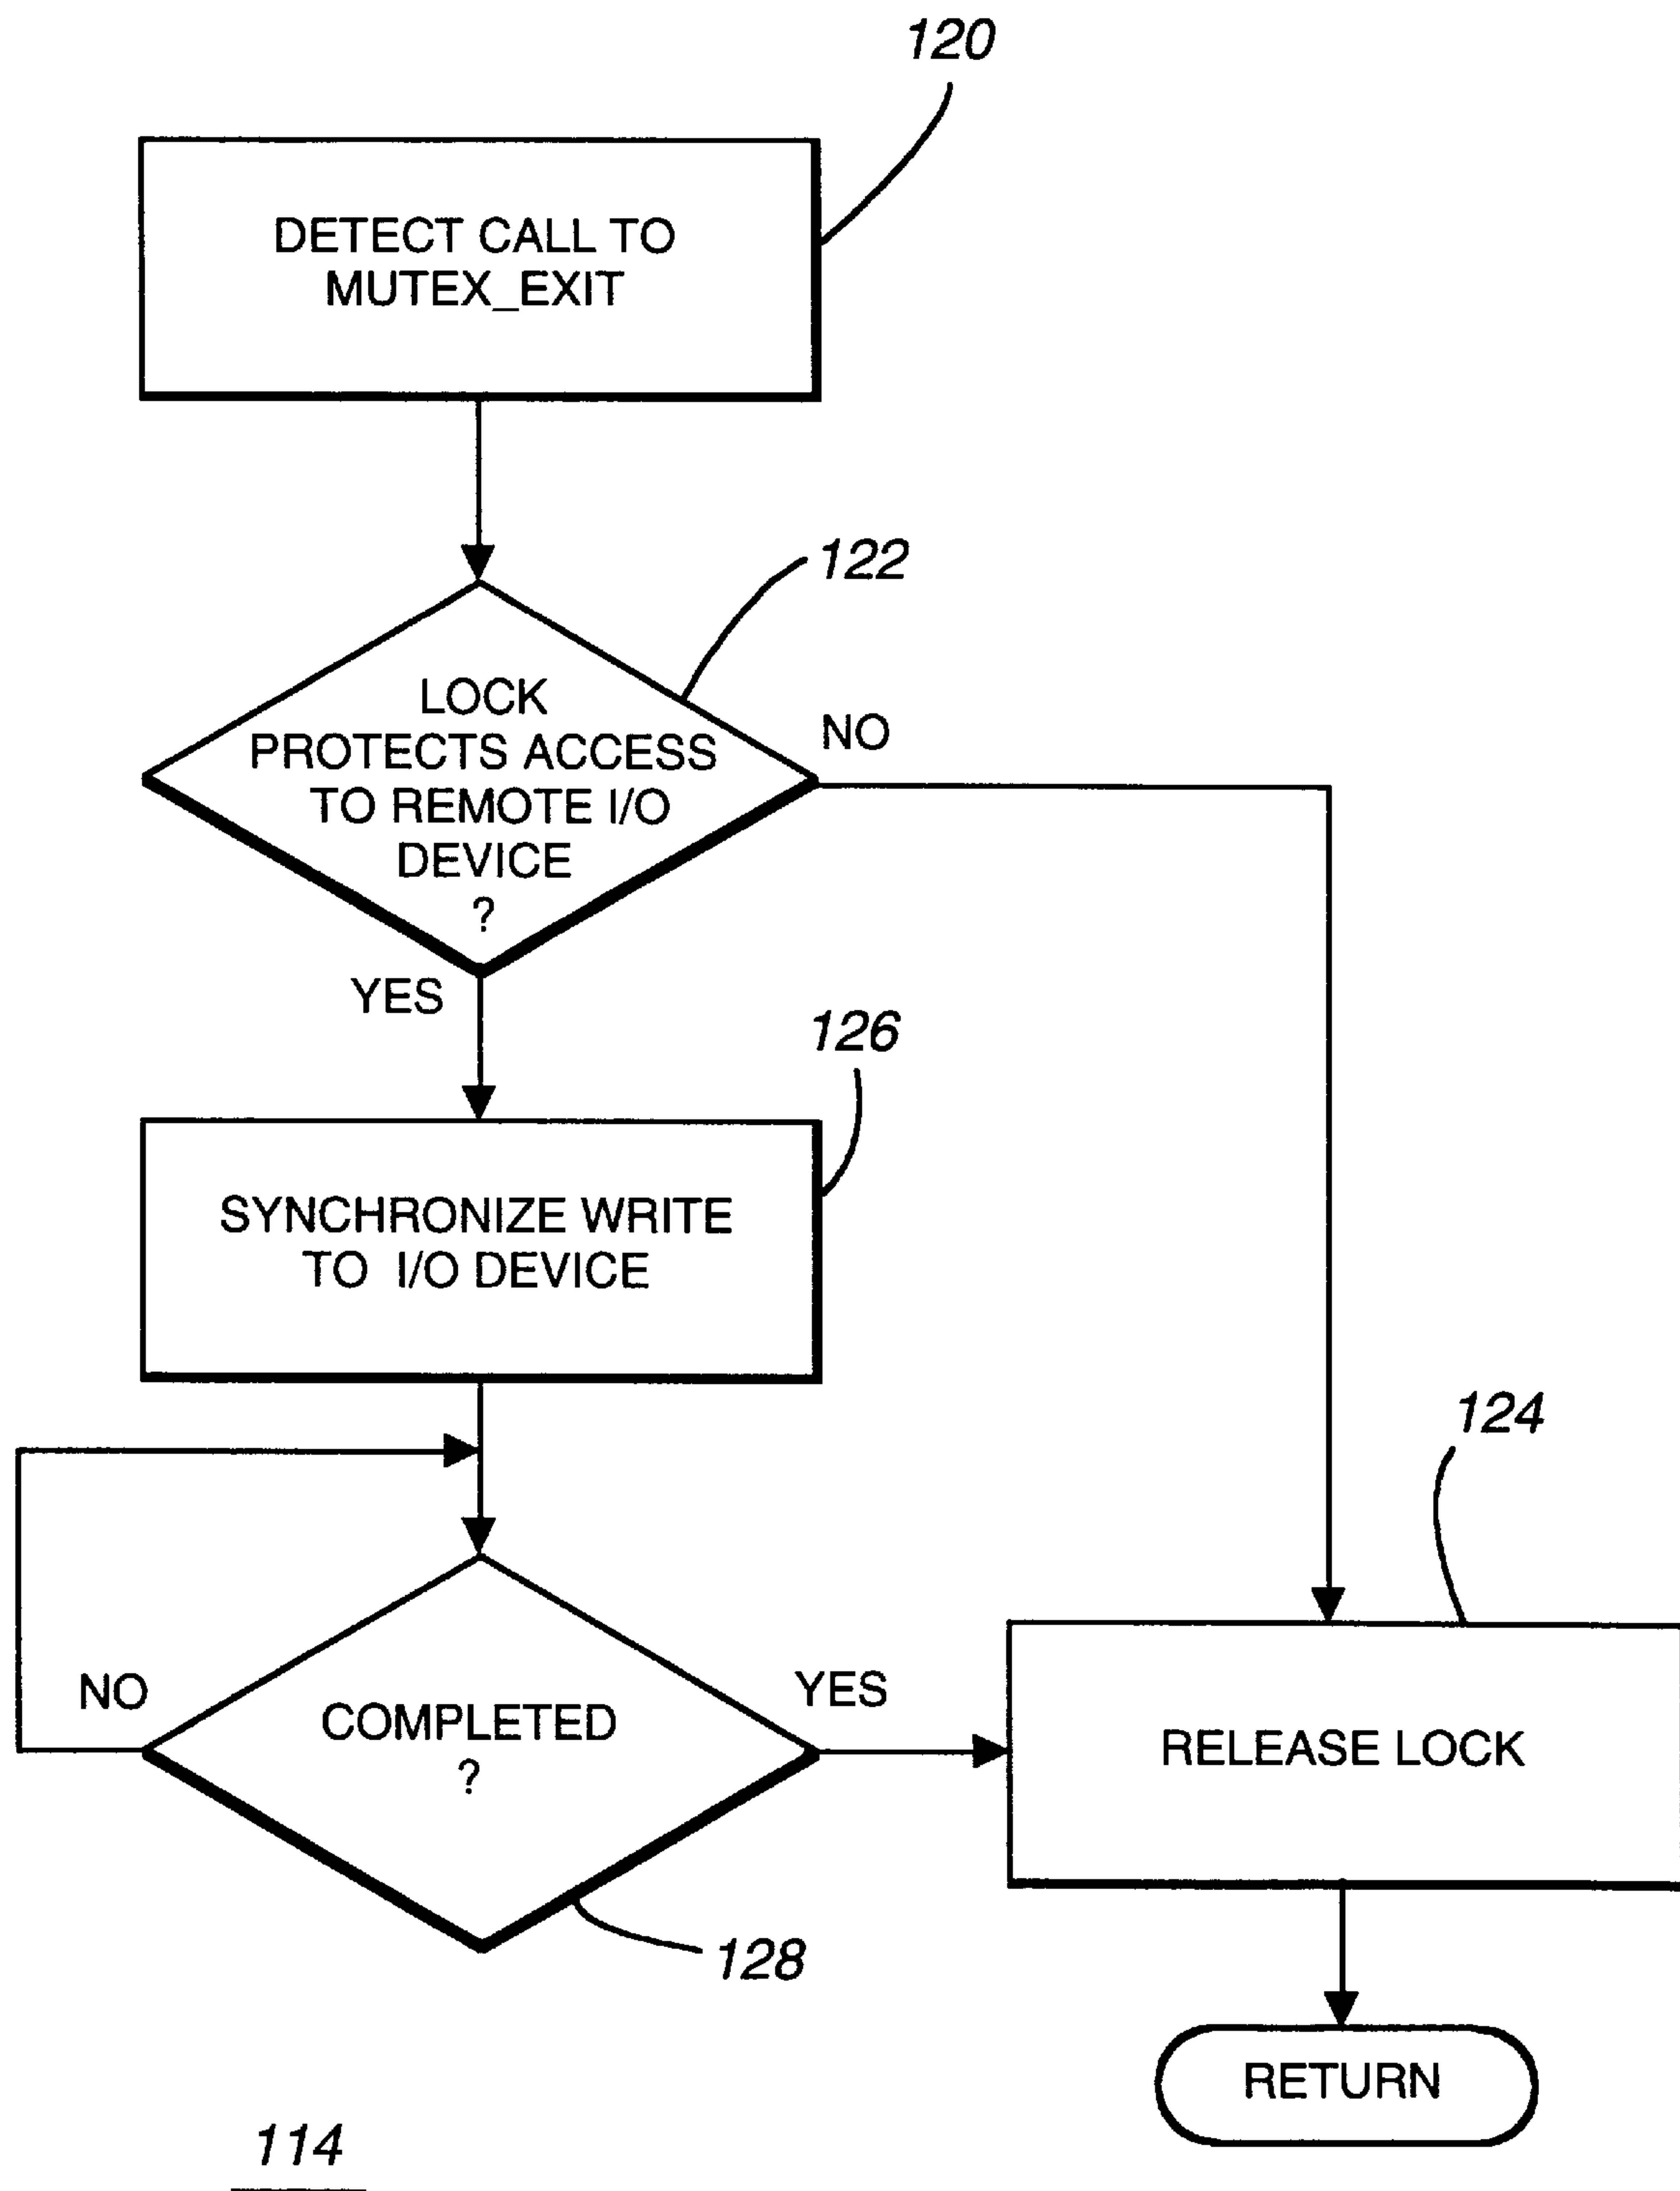 120
DETECT CALL TO
MUTEX_EXIT
122
LOCK
PROTECTS ACCESS
TO REMOTE I/O
DEVICE
?
NO
YES
126
SYNCHRONIZE WRITE
TO I/O DEVICE
124
NO
COMPLETED
?
YES
RELEASE LOCK
128
RETURN
114